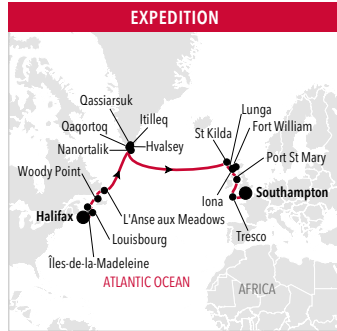 EXPEDITION
Qassiarsuk
Itilleq
Qaqortoq
Nanortalik
Hvalsey
Lunga
St Kilda
Fort William
Port St Mary
Woody Point
Iona
Southampton
Halifax
L'Anse aux Meadows
Tresco
Louisbourg
Îles-de-la-Madeleine
ATLANTIC OCEAN
AFRICA